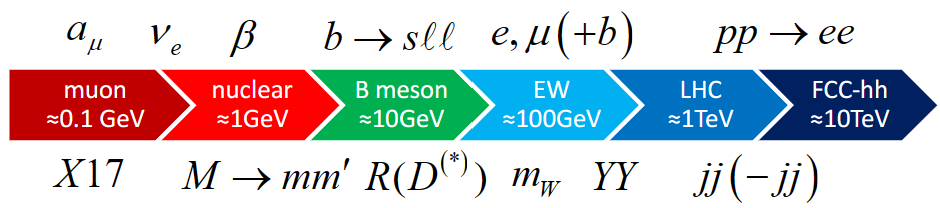 a_μ ν_e β b → sℓℓ e, μ(+b) pp → ee
muon nuclear B meson EW LHC FCC-hh
≈0.1 GeV ≈1GeV ≈10GeV ≈100GeV ≈1TeV ≈10TeV
X17 M → mm′ R(D^(*)) m_W YY jj(−jj)